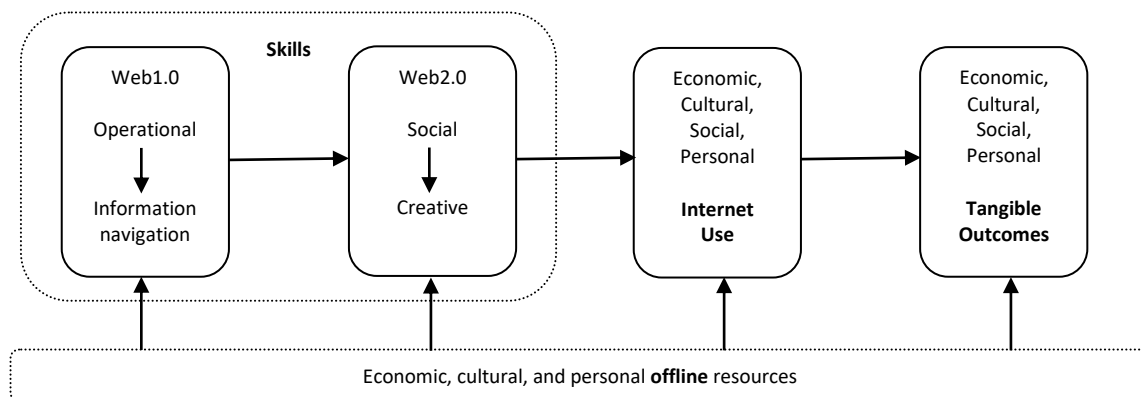 Skills
Web1.0
Operational
Information
navigation
Web2.0
Social
Creative
Economic,
Cultural,
Social,
Personal
Internet
Use
Economic,
Cultural,
Social,
Personal
Tangible
Outcomes
Economic, cultural, and personal offline resources